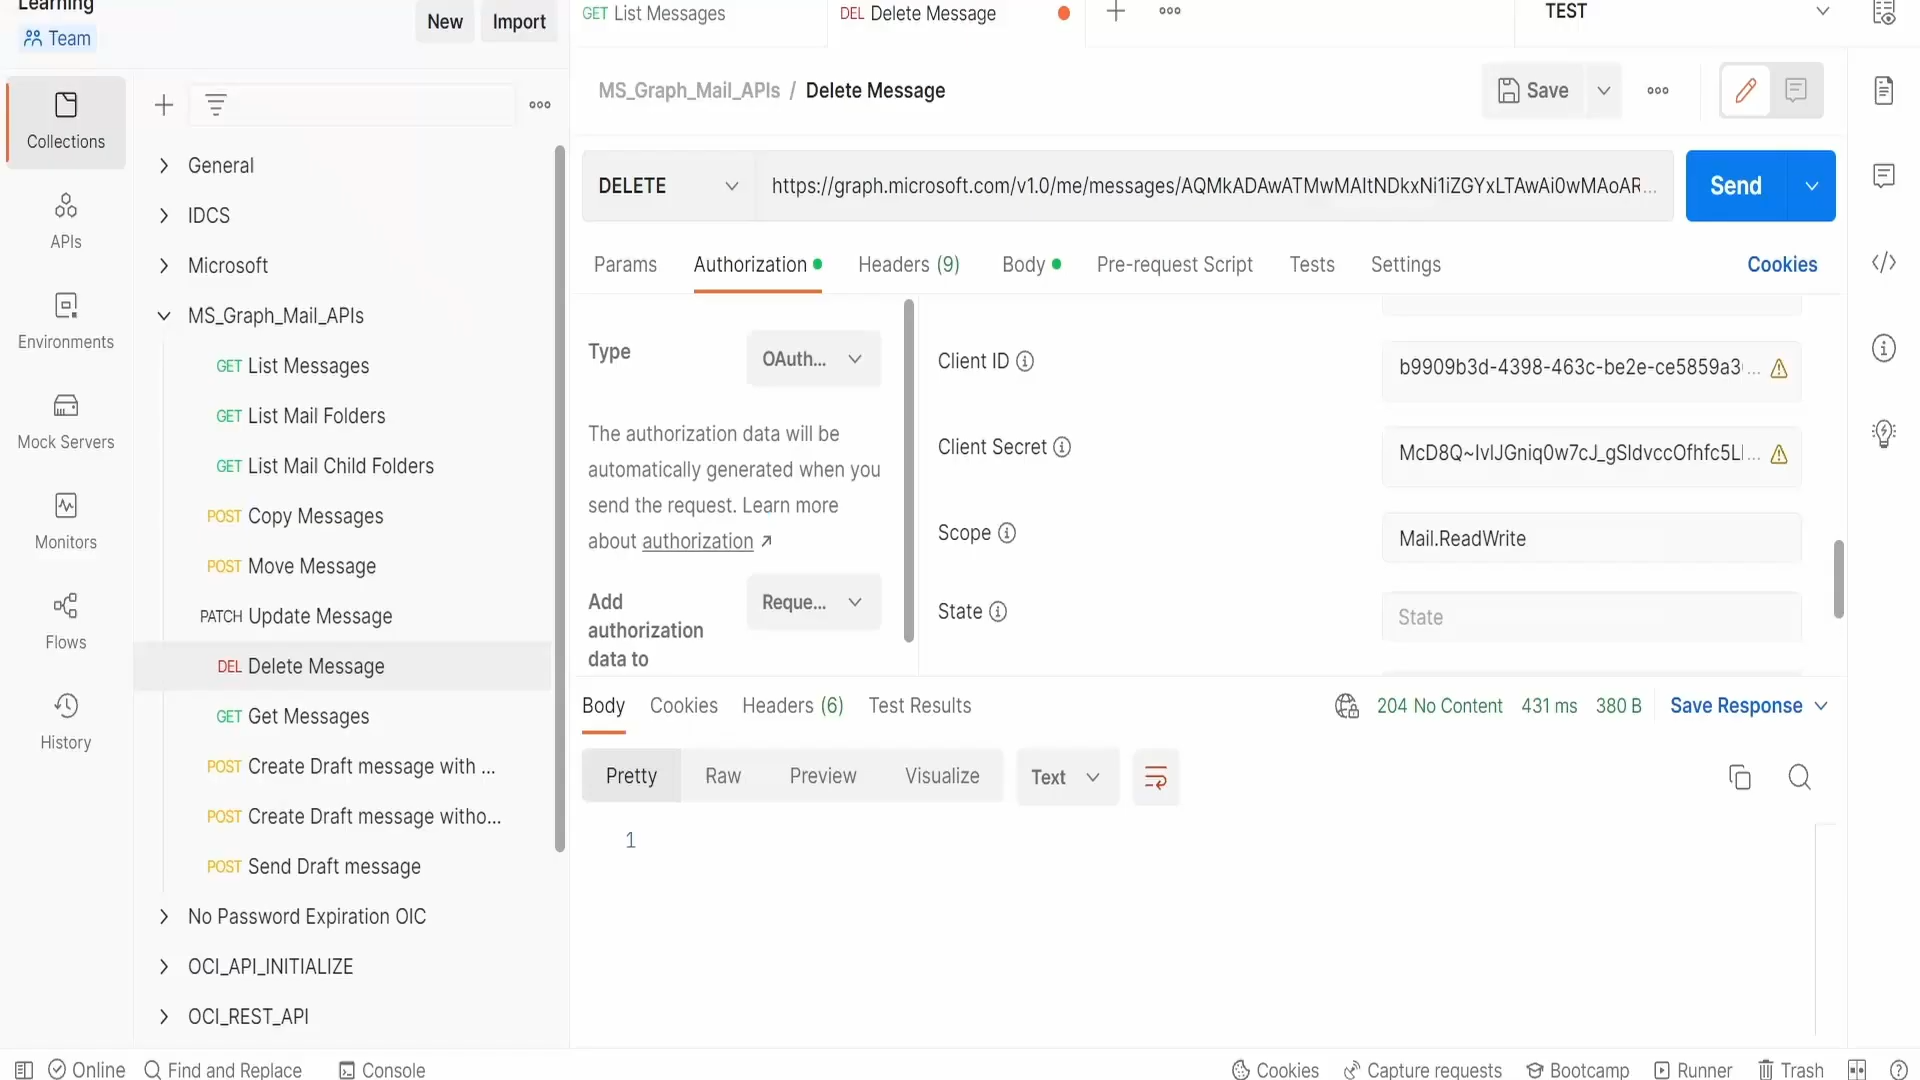 Learning
Team
New
Import
GET List Messages
DEL Delete Message
TEST
Collections
APIs
Environments
Mock Servers
Monitors
Flows
History
General
IDCS
Microsoft
MS_Graph_Mail_APIs
GET List Messages
GET List Mail Folders
GET List Mail Child Folders
POST Copy Messages
POST Move Message
PATCH Update Message
DEL Delete Message
GET Get Messages
POST Create Draft message with ...
POST Create Draft message witho...
POST Send Draft message
No Password Expiration OIC
OCI_API_INITIALIZE
OCI_REST_API
MS_Graph_Mail_APIs / Delete Message
Save
DELETE
https://graph.microsoft.com/v1.0/me/messages/AQMkADAwATMwMAItNDkxNi1iZGYxLTAwAi0wMAoAR...
Send
Params
Authorization
Headers (9)
Body
Pre-request Script
Tests
Settings
Cookies
Type
OAuth...
The authorization data will be
automatically generated when you
send the request. Learn more
about authorization ↗
Add
authorization
data to
Reque...
Client ID
b9909b3d-4398-463c-be2e-ce5859a3...
Client Secret
Scope
Mail.ReadWrite
State
State
Body
Cookies
Headers (6)
Test Results
204 No Content
431 ms
380 B
Save Response
Pretty
Raw
Preview
Visualize
Text
1
Online
Find and Replace
Console
Cookies
Capture requests
Bootcamp
Runner
Trash